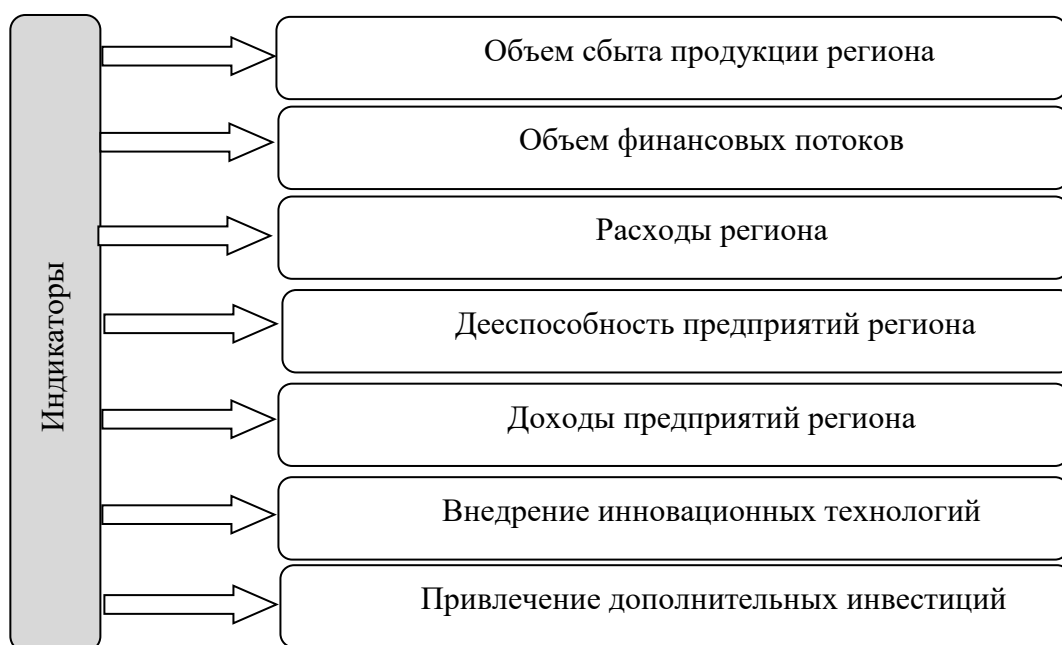 Индикаторы
Объем сбыта продукции региона
Объем финансовых потоков
Расходы региона
Дееспособность предприятий региона
Доходы предприятий региона
Внедрение инновационных технологий
Привлечение дополнительных инвестиций